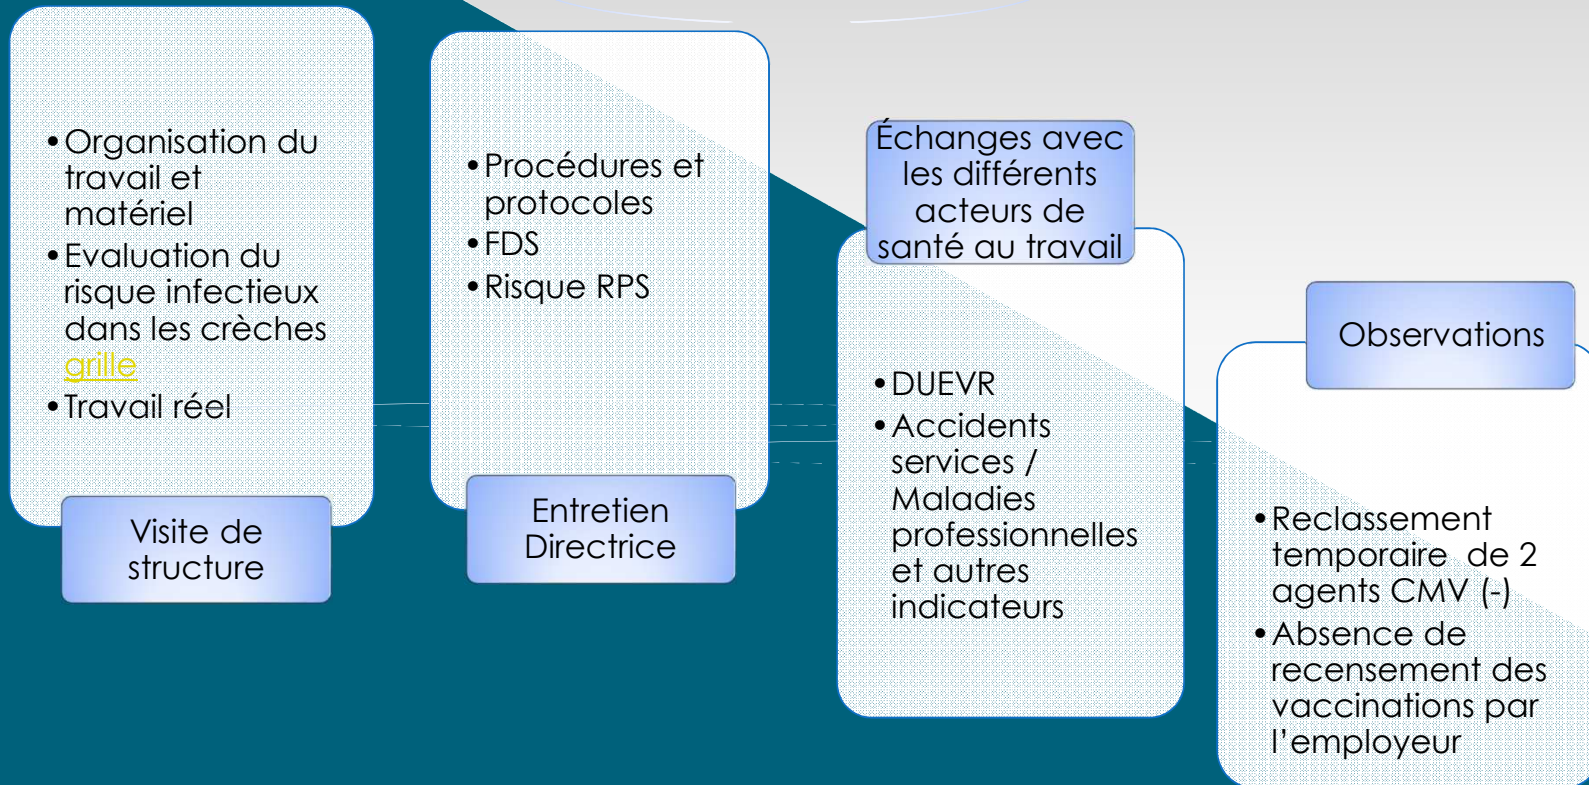 •Organisation du
travail et
matériel
•Evaluation du
risque infectieux
dans les crèches
grille
•Travail réel
Visite de
structure
•Procédures et
protocoles
•FDS
•Risque RPS
Entretien
Directrice
Échanges avec
les différents
acteurs de
santé au travail
•DUEVR
•Accidents
services /
Maladies
professionnelles
et autres
indicateurs
Observations
•Reclassement
temporaire de 2
agents CMV (-)
•Absence de
recensement des
vaccinations par
l’employeur